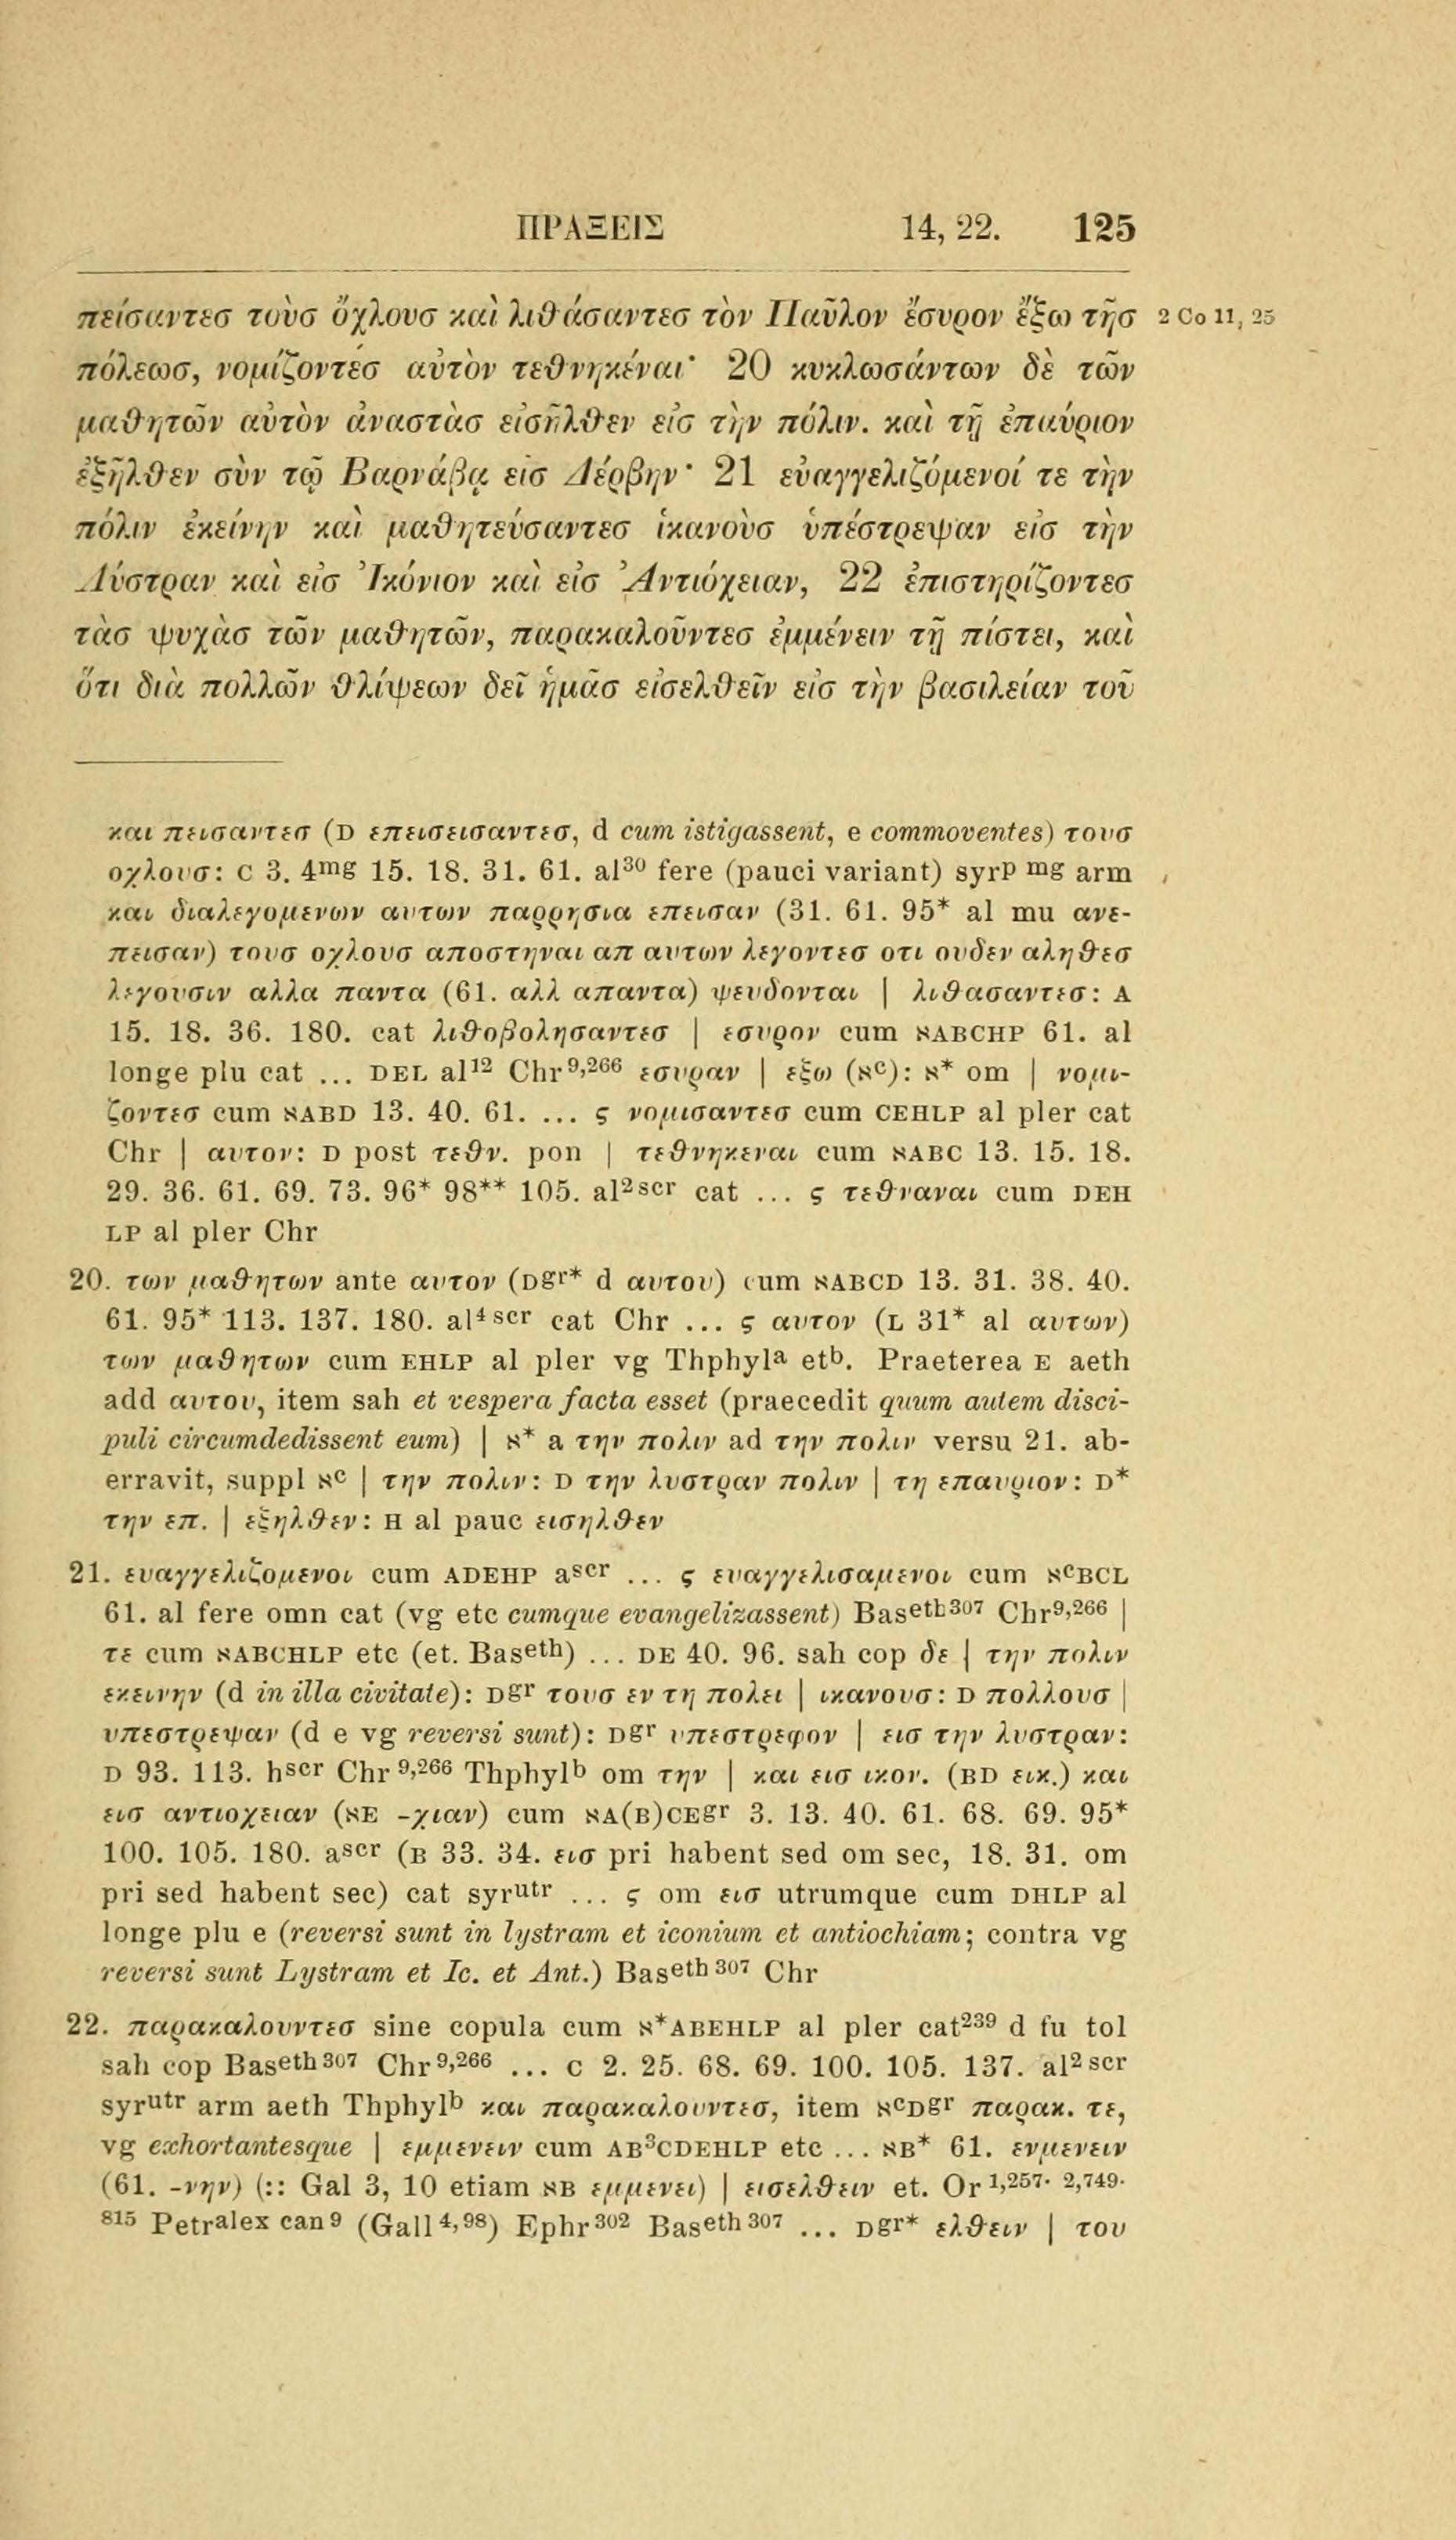 ΠΡΑΞΕΙΣ 14, 22. 125
πείσαντεσ τοὺσ ὄχλουσ καὶ λιθάσαντεσ τὸν Παῦλον ἔσυρον ἔξω τῆσ 2 Co 11, 25
πόλεωσ, νομίζοντεσ αὐτὸν τεθνηκέναι· 20 κυκλωσάντων δὲ τῶν
μαθητῶν αὐτὸν ἀναστὰσ εἰσῆλθεν εἰσ τὴν πόλιν. καὶ τῇ ἐπαύριον
ἐξῆλθεν σὺν τῷ Βαρνάβᾳ εἰσ Δέρβην· 21 εὐαγγελιζόμενοί τε τὴν
πόλιν ἐκείνην καὶ μαθητεύσαντεσ ἱκανοὺσ ὑπέστρεψαν εἰσ τὴν
Λύστραν καὶ εἰσ Ἰκόνιον καὶ εἰσ Ἀντιόχειαν, 22 ἐπιστηρίζοντεσ
τὰσ ψυχὰσ τῶν μαθητῶν, παρακαλοῦντεσ ἐμμένειν τῇ πίστει, καὶ
ὅτι διὰ πολλῶν θλίψεων δεῖ ἡμᾶσ εἰσελθεῖν εἰσ τὴν βασιλείαν τοῦ
και πεισαντεσ (D επεισεισαντεσ, d cum istigassent, e commoventes) τουσ
οχλουσ: C 3. 4mg 15. 18. 31. 61. al30 fere (pauci variant) syrp mg arm
και διαλεγομενων αυτων παρρησια επεισαν (31. 61. 95* al mu ανε-
πεισαν) τουσ οχλουσ αποστηναι απ αυτων λεγοντεσ οτι ουδεν αληθεσ
λεγουσιν αλλα παντα (61. αλλ απαντα) ψευδονται | λιθασαντεσ: A
15. 18. 36. 180. cat λιθοβολησαντεσ | εσυρον cum אABCHP 61. al
longe plu cat ... DEL al12 Chr9,266 εσυραν | εξω (אc): א* om | νομι-
ζοντεσ cum אABD 13. 40. 61. ... ϛ νομισαντεσ cum CEHLP al pler cat
Chr | αυτον: D post τεθν. pon | τεθνηκεναι cum אABC 13. 15. 18.
29. 36. 61. 69. 73. 96* 98** 105. al2scr cat ... ϛ τεθναναι cum DEH
LP al pler Chr
20. των μαθητων ante αυτον (Dgr* d αυτου) cum אABCD 13. 31. 38. 40.
61. 95* 113. 137. 180. al4scr cat Chr ... ϛ αυτον (L 31* al αυτων)
των μαθητων cum EHLP al pler vg Thphyla etb. Praeterea E aeth
add αυτου, item sah et vespera facta esset (praecedit quum autem disci-
puli circumdedissent eum) | א* a την πολιν ad την πολιν versu 21. ab-
erravit, suppl אc | την πολιν: D την λυστραν πολιν | τη επαυριον: D*
την επ. | εξηλθεν: H al pauc εισηλθεν
21. ευαγγελιζομενοι cum ADEHP ascr ... ϛ ευαγγελισαμενοι cum אcBCL
61. al fere omn cat (vg etc cumque evangelizassent) Baseth307 Chr9,266 |
τε cum אABCHLP etc (et. Baseth) ... DE 40. 96. sah cop δε | την πολιν
εκεινην (d in illa civitate): Dgr τουσ εν τη πολει | ικανουσ: D πολλουσ |
υπεστρεψαν (d e vg reversi sunt): Dgr υπεστρεφον | εισ την λυστραν:
D 93. 113. hscr Chr9,266 Thphylb om την | και εισ ικον. (BD εικ.) και
εισ αντιοχειαν (אE -χιαν) cum אA(B)CEgr 3. 13. 40. 61. 68. 69. 95*
100. 105. 180. ascr (B 33. 34. εισ pri habent sed om sec, 18. 31. om
pri sed habent sec) cat syrutr ... ϛ om εισ utrumque cum DHLP al
longe plu e (reversi sunt in lystram et iconium et antiochiam; contra vg
reversi sunt Lystram et Ic. et Ant.) Baseth307 Chr
22. παρακαλουντεσ sine copula cum א*ABEHLP al pler cat239 d fu tol
sah cop Baseth307 Chr9,266 ... C 2. 25. 68. 69. 100. 105. 137. al2scr
syrutr arm aeth Thphylb και παρακαλουντεσ, item אcDgr παρακ. τε,
vg exhortantesque | εμμενειν cum AB3CDEHLP etc ... אB* 61. ενμενειν
(61. -νην) (:: Gal 3, 10 etiam אB εμμενει) | εισελθειν et. Or1,257. 2,749.
815 Petralex can9 (Gall4,98) Ephr302 Baseth307 ... Dgr* ελθειν | του